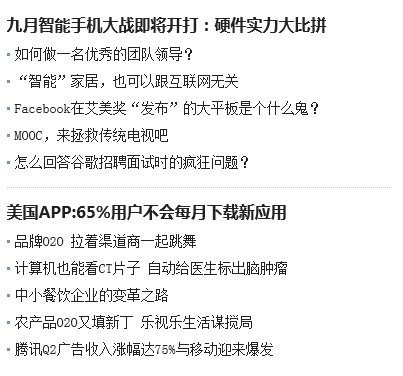 九月智能手机大战即将开打：硬件实力大比拼
如何做一名优秀的团队领导？
“智能”家居，也可以跟互联网无关
Facebook在艾美奖“发布”的大平板是个什么鬼？
MOOC，来拯救传统电视吧
怎么回答谷歌招聘面试时的疯狂问题？
美国APP:65%用户不会每月下载新应用
品牌O2O 拉着渠道商一起跳舞
计算机也能看CT片子 自动给医生标出脑肿瘤
中小餐饮企业的变革之路
农产品O2O又填新丁 乐视乐生活谋搅局
腾讯Q2广告收入涨幅达75%与移动迎来爆发